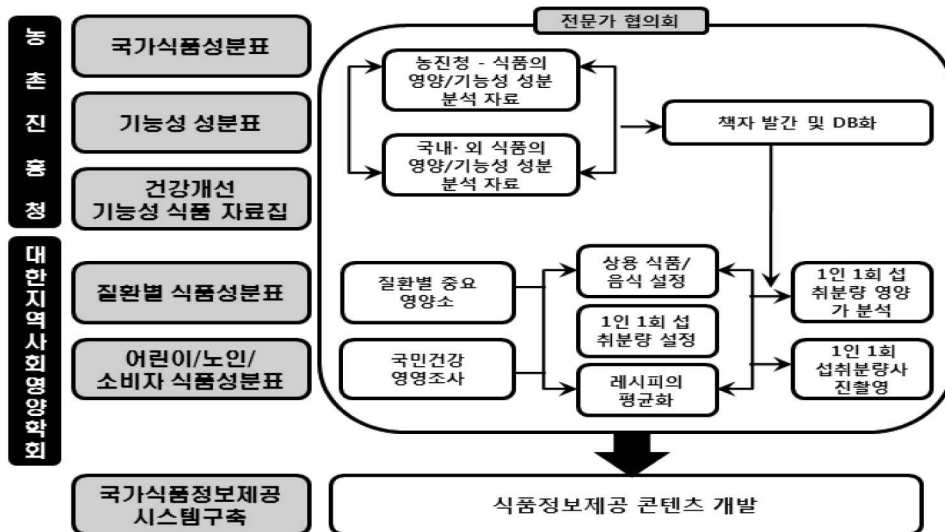 농촌진흥청
국가식품성분표
기능성 성분표
건강개선
기능성 식품 자료집
대한지역사회영양학회
질환별 식품성분표
어린이/노인/
소비자 식품성분표
국가식품정보제공
시스템구축
전문가 협의회
농진청 - 식품의
영양/기능성 성분
분석 자료
국내·외 식품의
영양/기능성 성분
분석 자료
책자 발간 및 DB화
질환별 중요
영양소
국민건강
영영조사
상용 식품/
음식 설정
1인 1회 섭
취분량 설정
레시피의
평균화
1인 1회 섭
취분량 영양
가 분석
1인 1회
섭취분량사
진촬영
식품정보제공 콘텐츠 개발